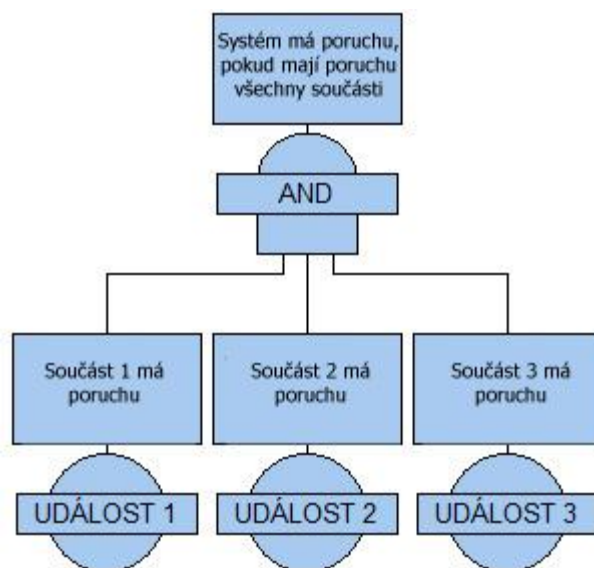 Systém má poruchu,
pokud mají poruchu
všechny součásti
AND
Součást 1 má
poruchu
Součást 2 má
poruchu
Součást 3 má
poruchu
UDÁLOST 1
UDÁLOST 2
UDÁLOST 3